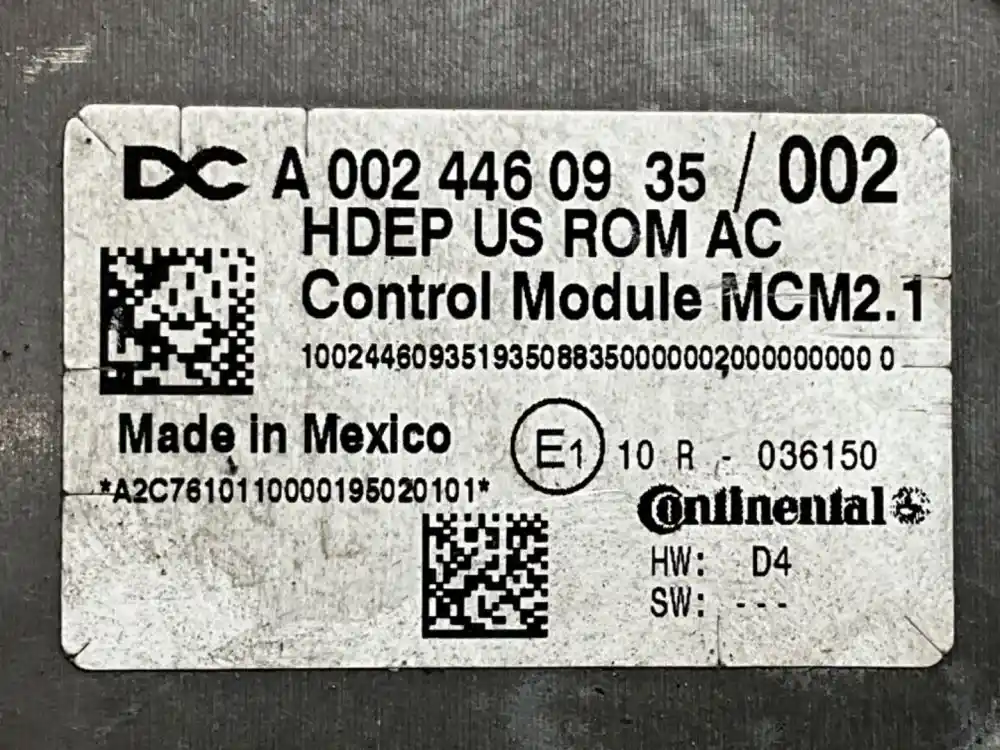 DC A 002 446 09 35 / 002
HDEP US ROM AC
Control Module MCM2.1
10024460935193508835000000200000000 0
Made in Mexico
E1 10 R - 036150
*A2C7610110000195020101*
Continental
HW: D4
SW: ---